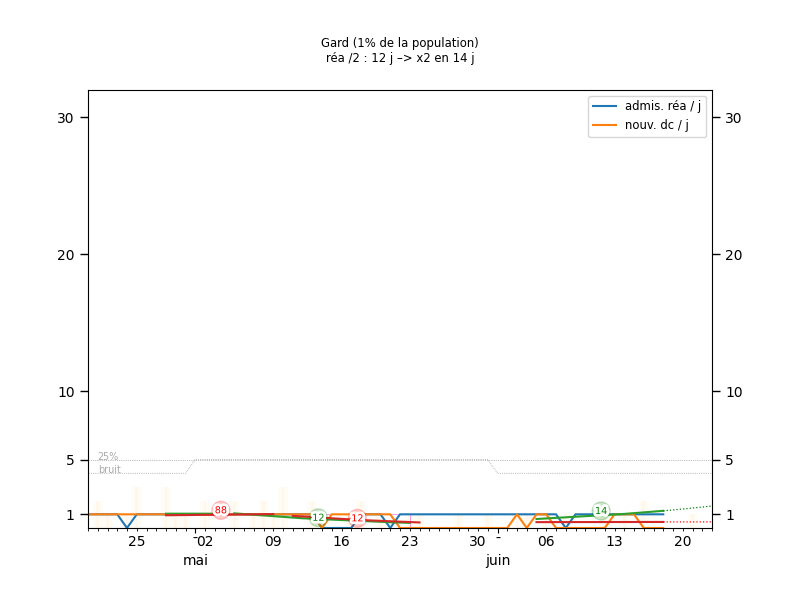 Gard (1% de la population)
réa /2 : 12 j –> x2 en 14 j
admis. réa / j
nouv. dc / j
30 30
20 20
10 10
5 5
1 1
25%
bruit
88 12 12 14
25 02 09 16 23 30 06 13 20
mai juin